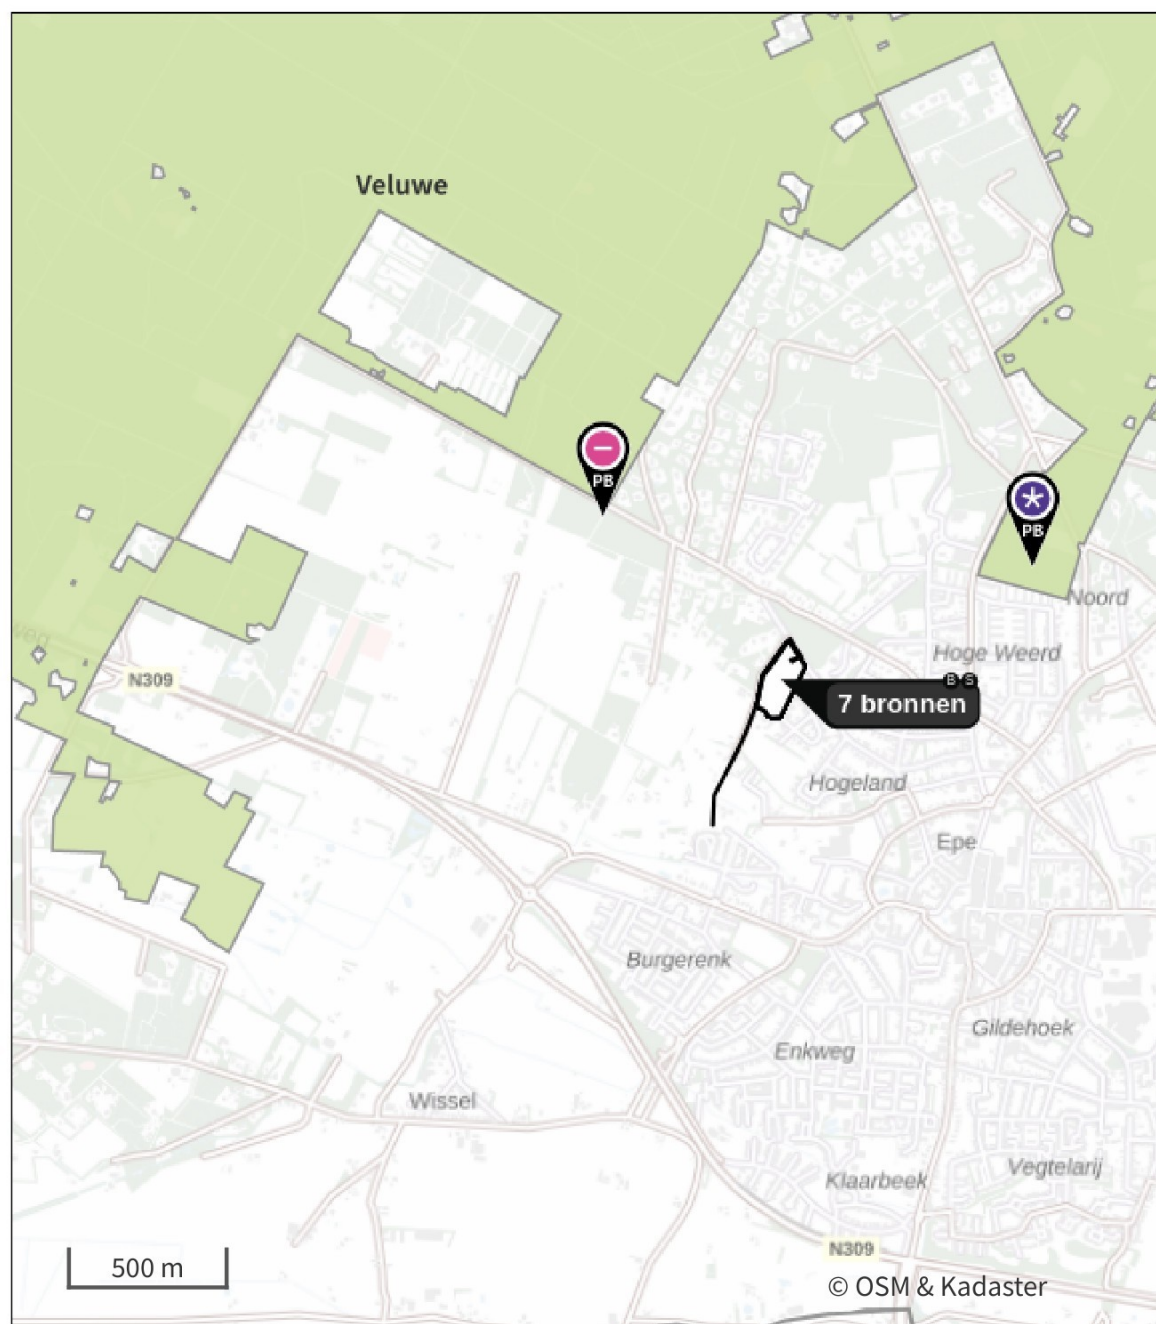 Veluwe
PB
PB
Noord
weg
Hoge Weerd
N309
B S
7 bronnen
Hogeland
Epe
Burgerenk
Gildehoek
Enkweg
Wissel
Vegtelarij
Klaarbeek
N309
500 m
© OSM & Kadaster